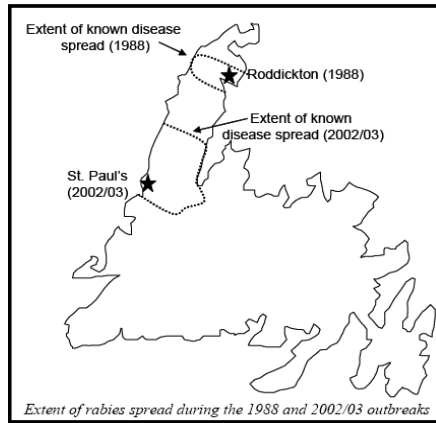 Extent of known disease
spread (1988)
Roddickton (1988)
Extent of known
disease spread (2002/03)
St. Paul's
(2002/03)
Extent of rabies spread during the 1988 and 2002/03 outbreaks